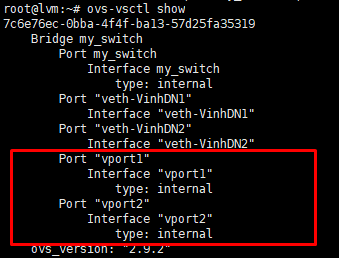 root@lvm:~# ovs-vsctl show
7c6e76ec-0bba-4f4f-ba13-57d25fa35319
Bridge my_switch
Port my_switch
Interface my_switch
type: internal
Port "veth-VinhDN1"
Interface "veth-VinhDN1"
Port "veth-VinhDN2"
Interface "veth-VinhDN2"
Port "vport1"
Interface "vport1"
type: internal
Port "vport2"
Interface "vport2"
type: internal
ovs_version: "2.9.2"